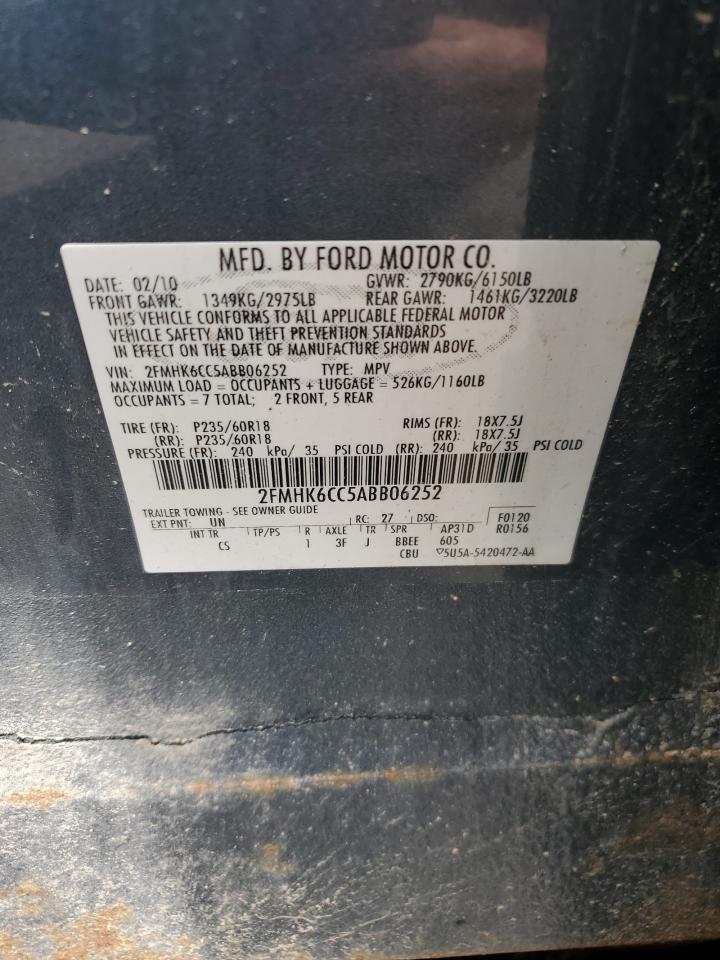 MFD. BY FORD MOTOR CO.
DATE: 02/10 GVWR: 2790KG/6150LB
FRONT GAWR: 1349KG/2975LB REAR GAWR: 1461KG/3220LB
THIS VEHICLE CONFORMS TO ALL APPLICABLE FEDERAL MOTOR
VEHICLE SAFETY AND THEFT PREVENTION STANDARDS
IN EFFECT ON THE DATE OF MANUFACTURE SHOWN ABOVE.
VIN: 2FMHK6CC5ABB06252 TYPE: MPV
MAXIMUM LOAD = OCCUPANTS + LUGGAGE = 526KG/1160LB
OCCUPANTS = 7 TOTAL; 2 FRONT, 5 REAR
TIRE (FR): P235/60R18 RIMS (FR): 18X7.5J
(RR): P235/60R18 (RR): 18X7.5J
PRESSURE (FR): 240 kPa/ 35 PSI COLD (RR): 240 kPa/ 35 PSI COLD
2FMHK6CC5ABB06252
TRAILER TOWING - SEE OWNER GUIDE
EXT PNT: UN RC: 27 DSO: F0120
INT TR TP/PS R AXLE TR SPR AP31D R0156
CS 1 3F J BBEE 605
CBU ▽5U5A-5420472-AA